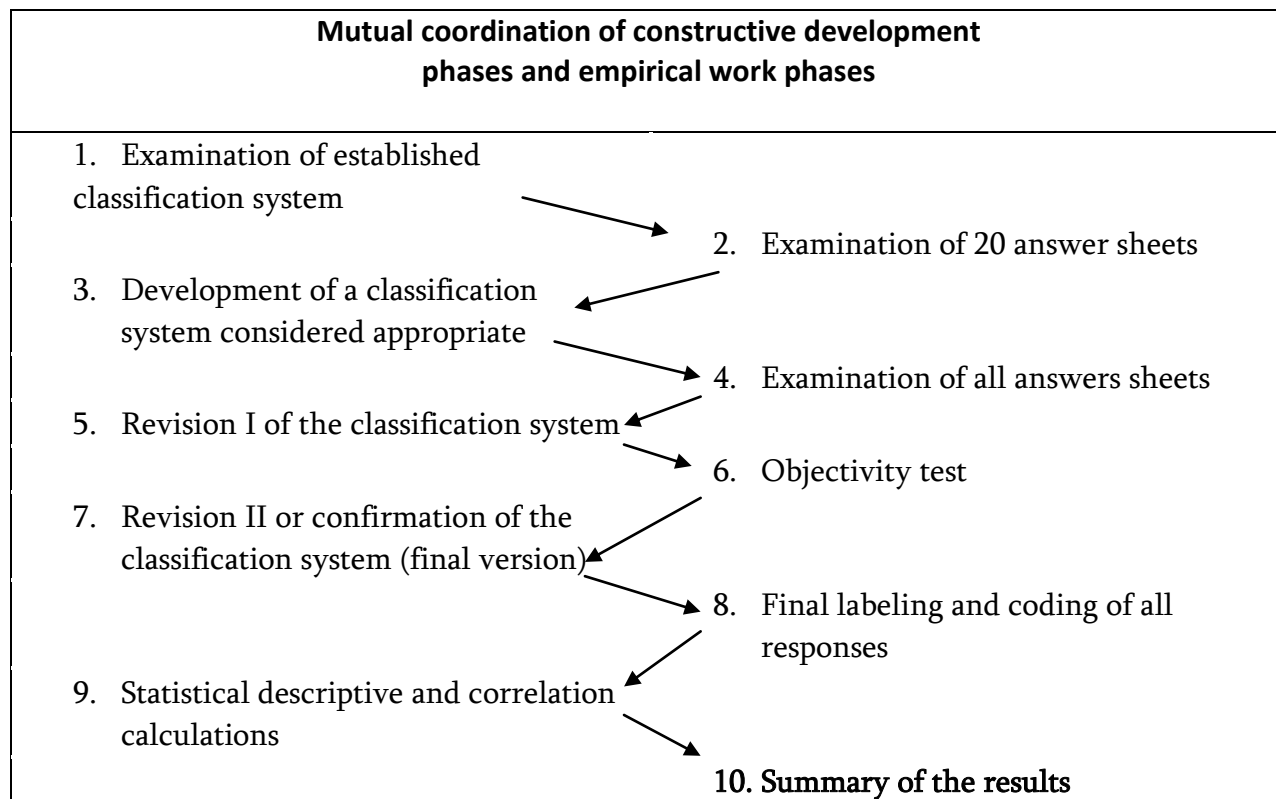 Mutual coordination of constructive development
phases and empirical work phases
1. Examination of established
classification system
2. Examination of 20 answer sheets
3. Development of a classification
system considered appropriate
4. Examination of all answers sheets
5. Revision I of the classification system
6. Objectivity test
7. Revision II or confirmation of the
classification system (final version)
8. Final labeling and coding of all
responses
9. Statistical descriptive and correlation
calculations
10. Summary of the results